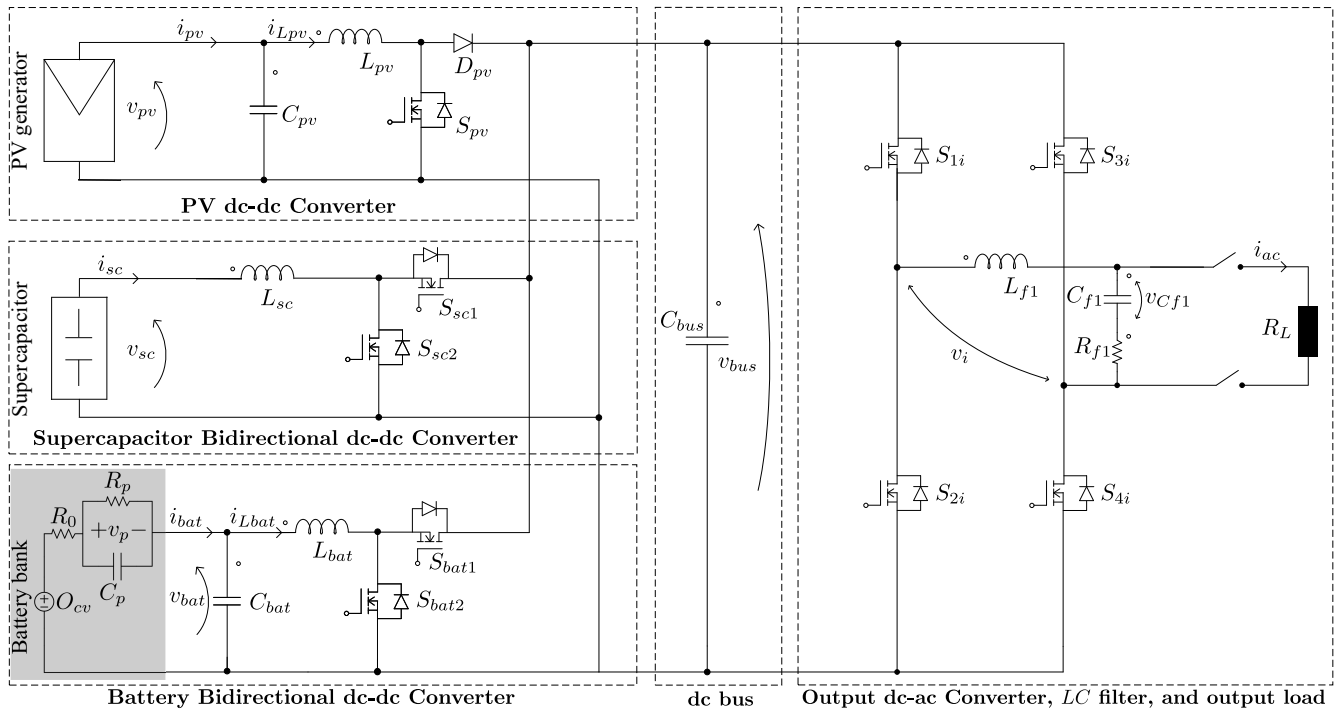 PV generator
i_pv
i_Lpv
L_pv
D_pv
v_pv
C_pv
S_pv
PV dc-dc Converter
Supercapacitor
i_sc
L_sc
S_sc1
v_sc
S_sc2
Supercapacitor Bidirectional dc-dc Converter
Battery bank
R_p
R_0
+ v_p −
C_p
O_cv
i_bat
i_Lbat
L_bat
S_bat1
v_bat
C_bat
S_bat2
Battery Bidirectional dc-dc Converter
C_bus
v_bus
dc bus
S_1i
S_3i
L_f1
i_ac
C_f1
v_Cf1
R_L
v_i
R_f1
S_2i
S_4i
Output dc-ac Converter, LC filter, and output load